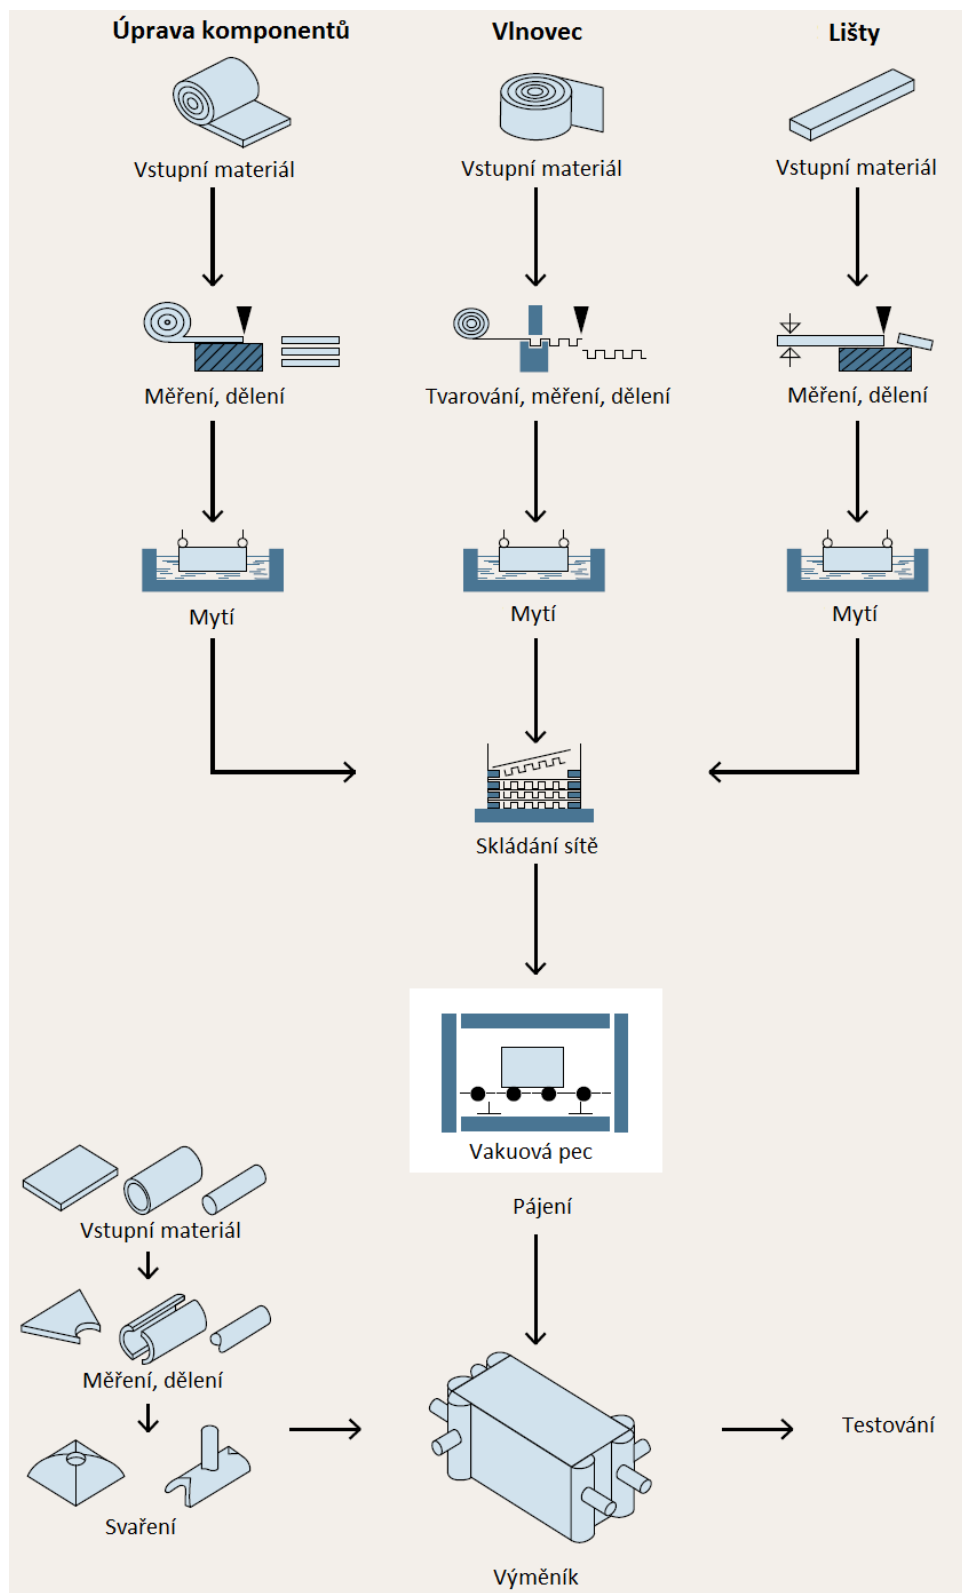 Úprava komponentů
Vlnovec
Lišty
Vstupní materiál
Vstupní materiál
Vstupní materiál
Měření, dělení
Tvarování, měření, dělení
Měření, dělení
Mytí
Mytí
Mytí
Skládání sítě
Vakuová pec
Pájení
Vstupní materiál
Měření, dělení
Svaření
Výměník
Testování